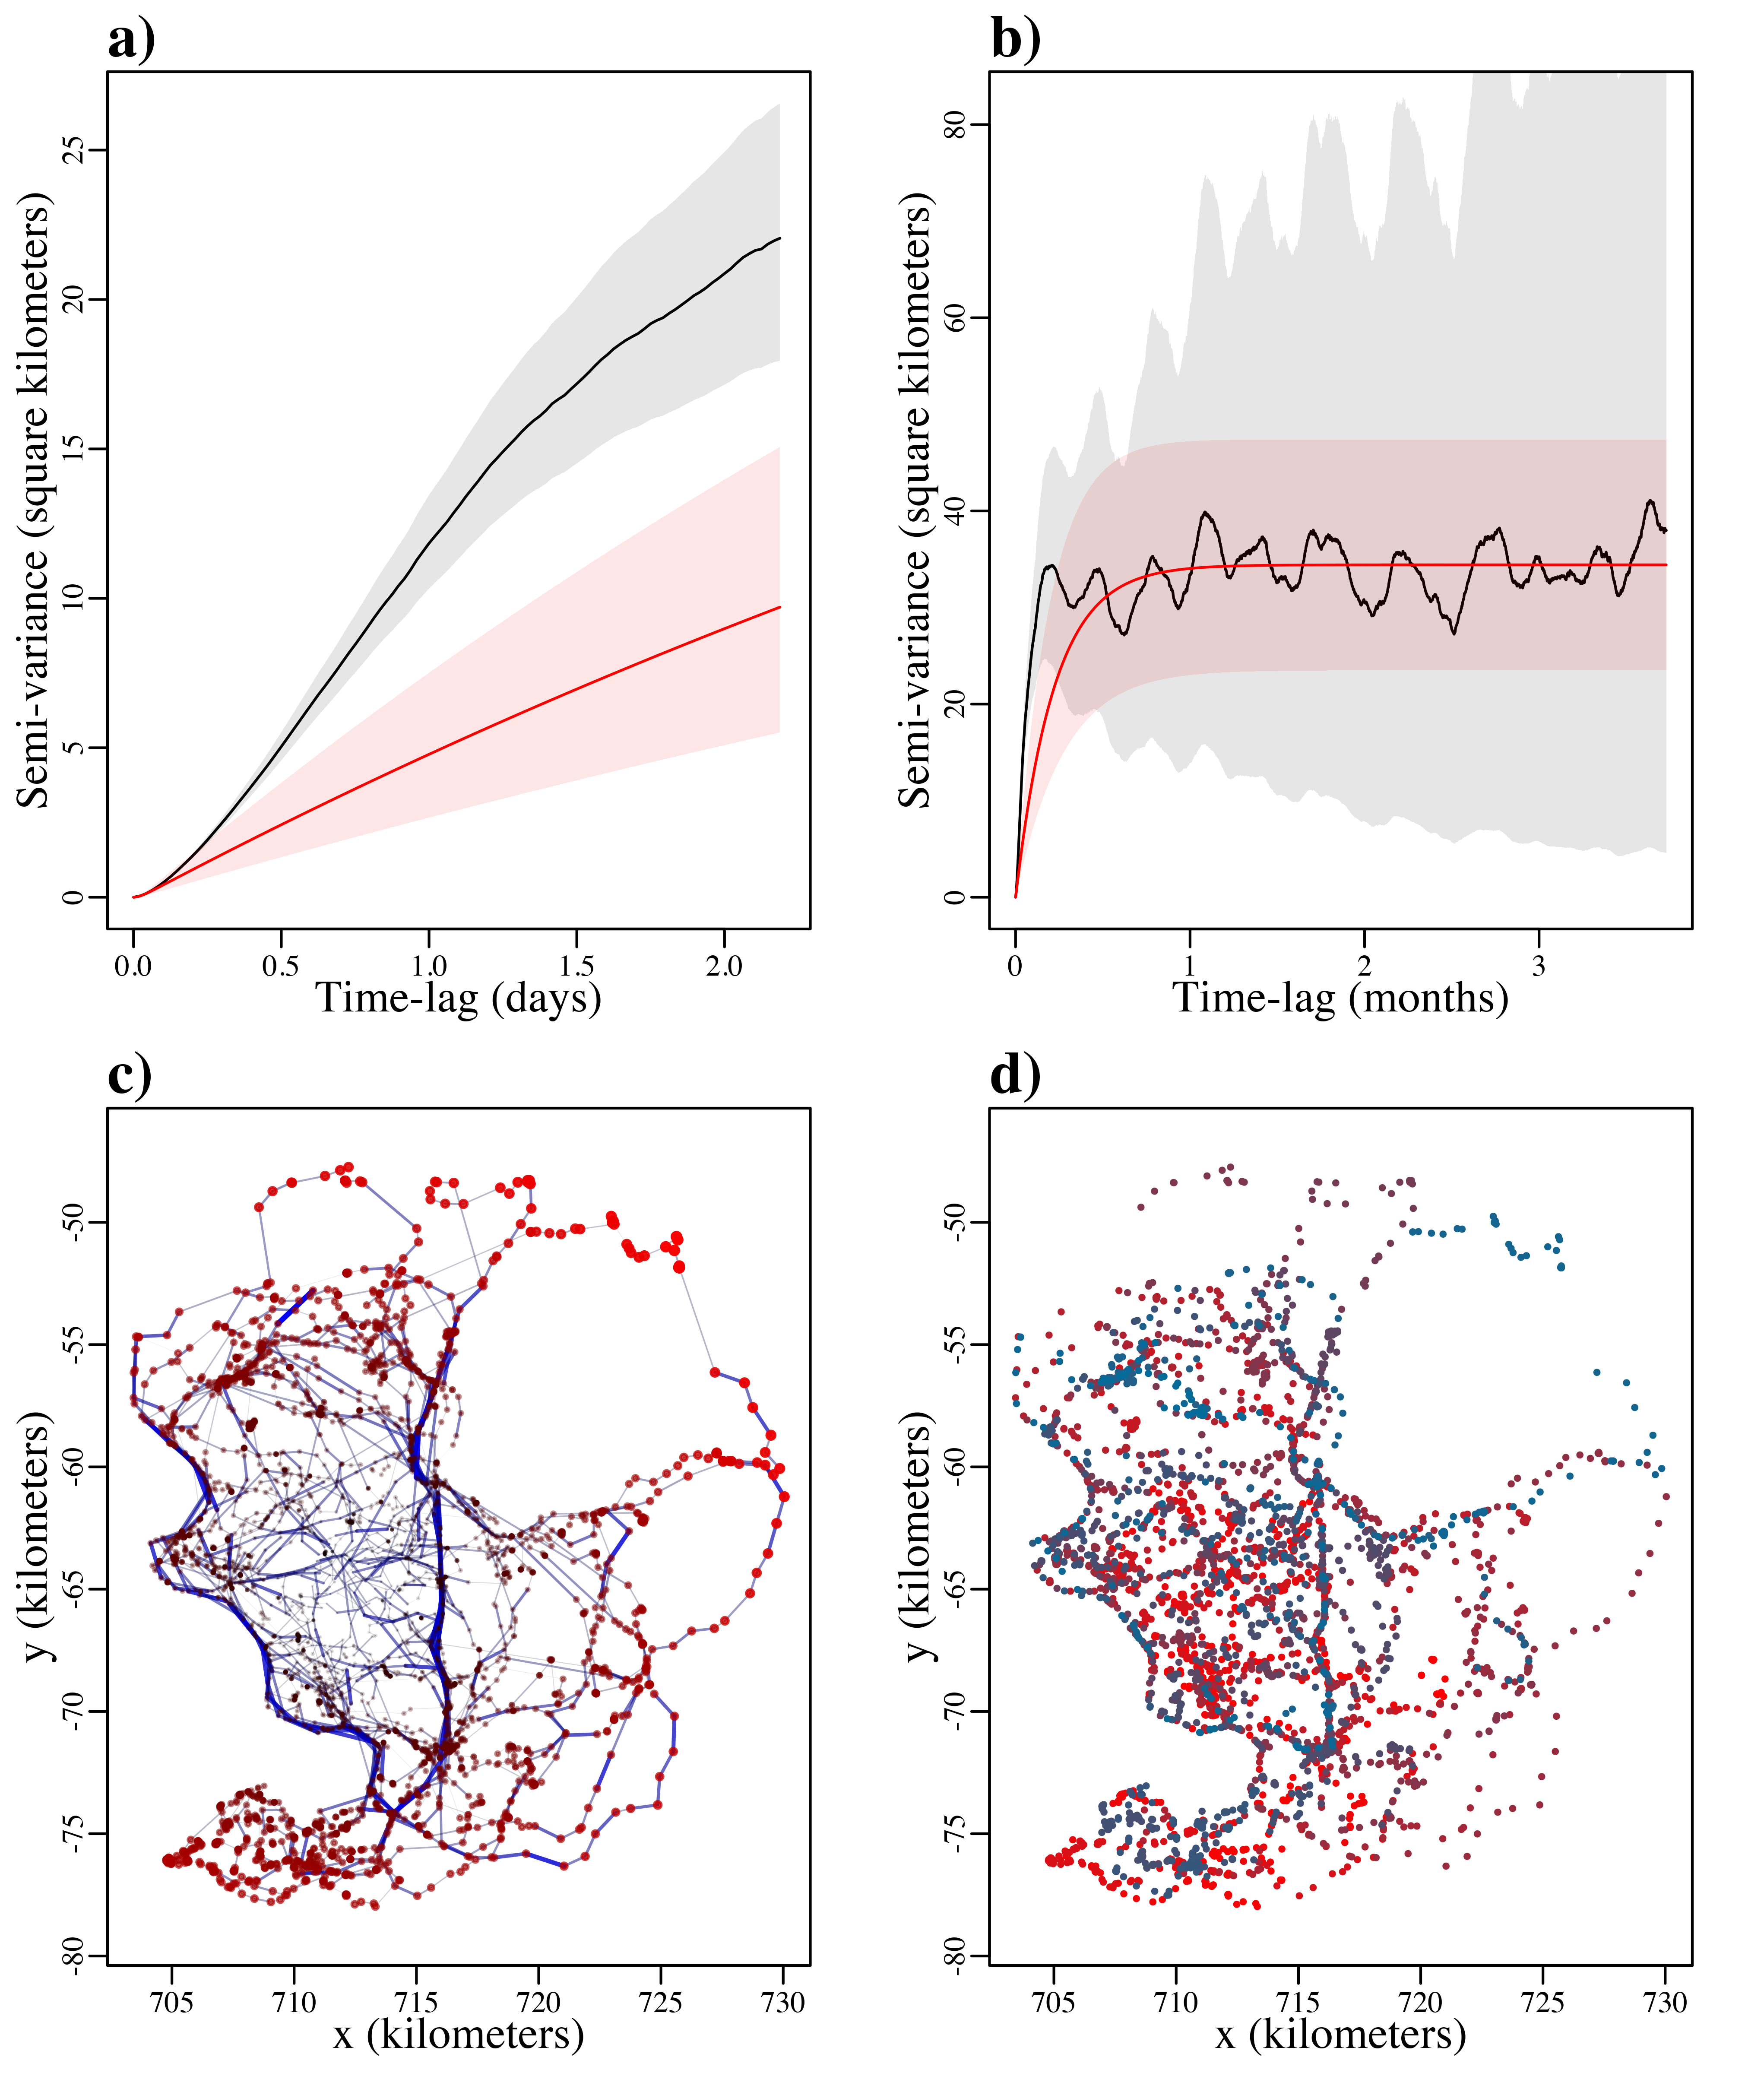 a)
Semi-variance (square kilometers)
25
20
15
10
5
0
0.0 0.5 1.0 1.5 2.0
Time-lag (days)
b)
Semi-variance (square kilometers)
80
60
40
20
0
0 1 2 3
Time-lag (months)
c)
y (kilometers)
-50
-55
-60
-65
-70
-75
-80
705 710 715 720 725 730
x (kilometers)
d)
y (kilometers)
-50
-55
-60
-65
-70
-75
-80
705 710 715 720 725 730
x (kilometers)